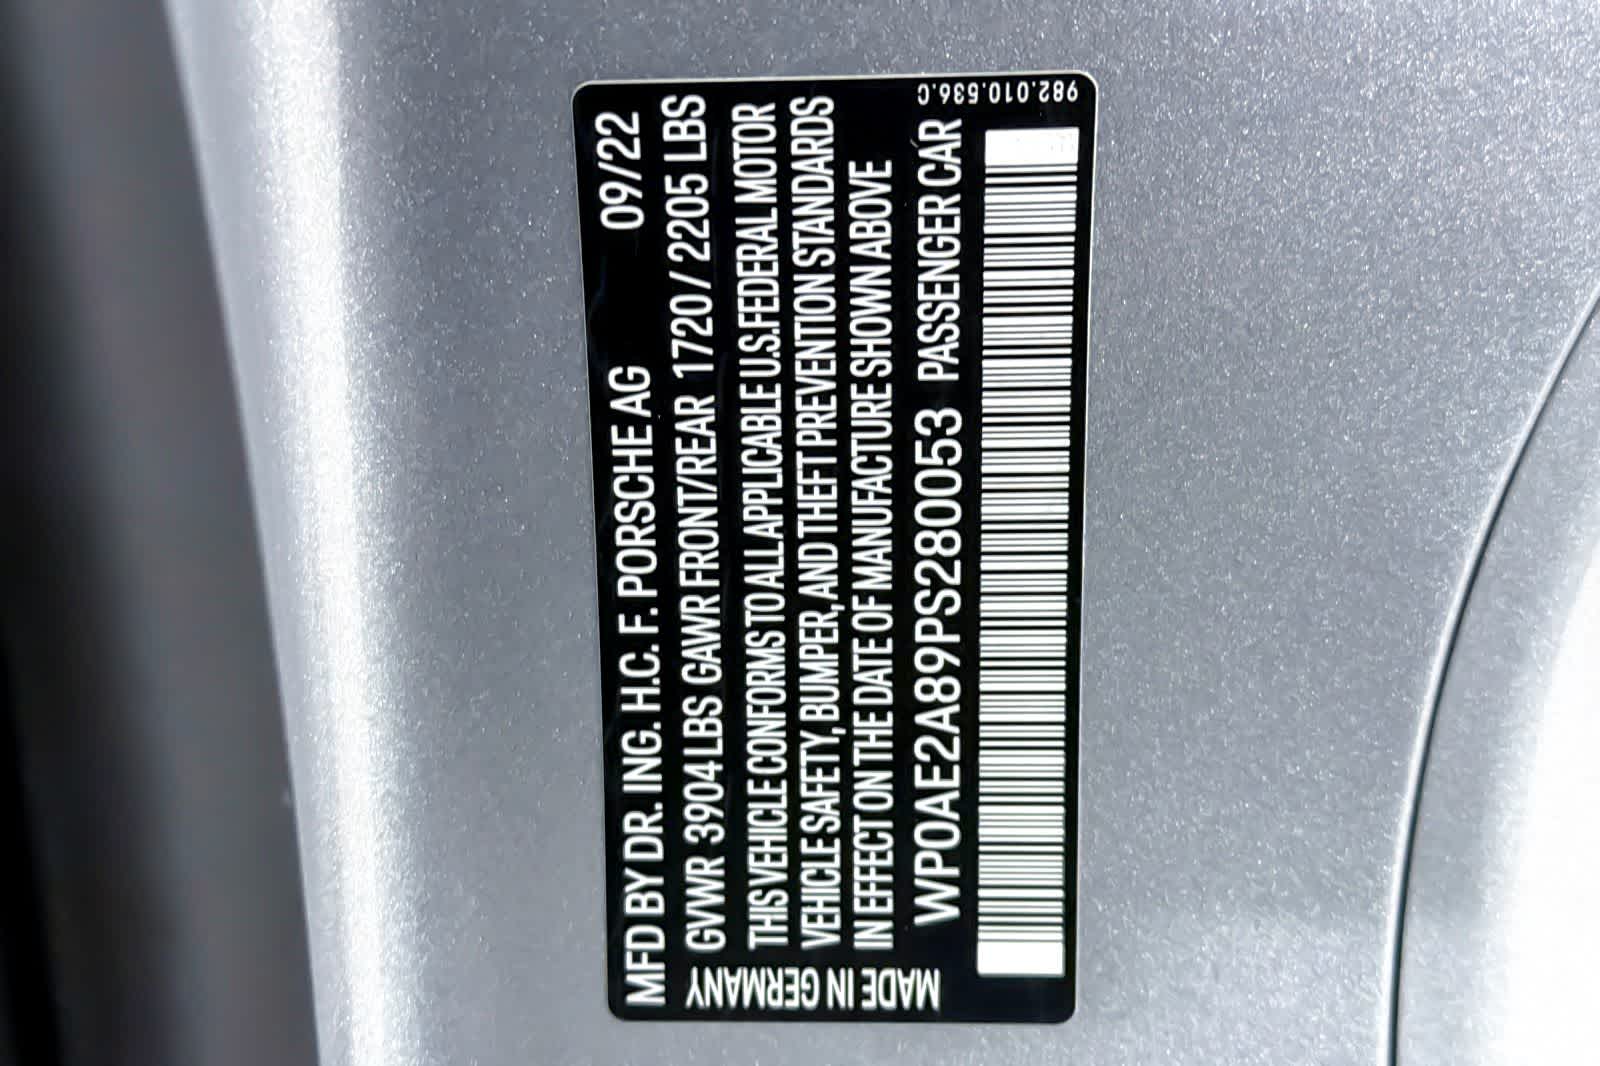 MFD BY DR. ING. H.C. F. PORSCHE AG 09/22
GVWR 3904 LBS GAWR FRONT/REAR 1720 / 2205 LBS
THIS VEHICLE CONFORMS TO ALL APPLICABLE U.S. FEDERAL MOTOR
VEHICLE SAFETY, BUMPER, AND THEFT PREVENTION STANDARDS
IN EFFECT ON THE DATE OF MANUFACTURE SHOWN ABOVE
WP0AE2A89PS280053 PASSENGER CAR
MADE IN GERMANY
982.010.536.C